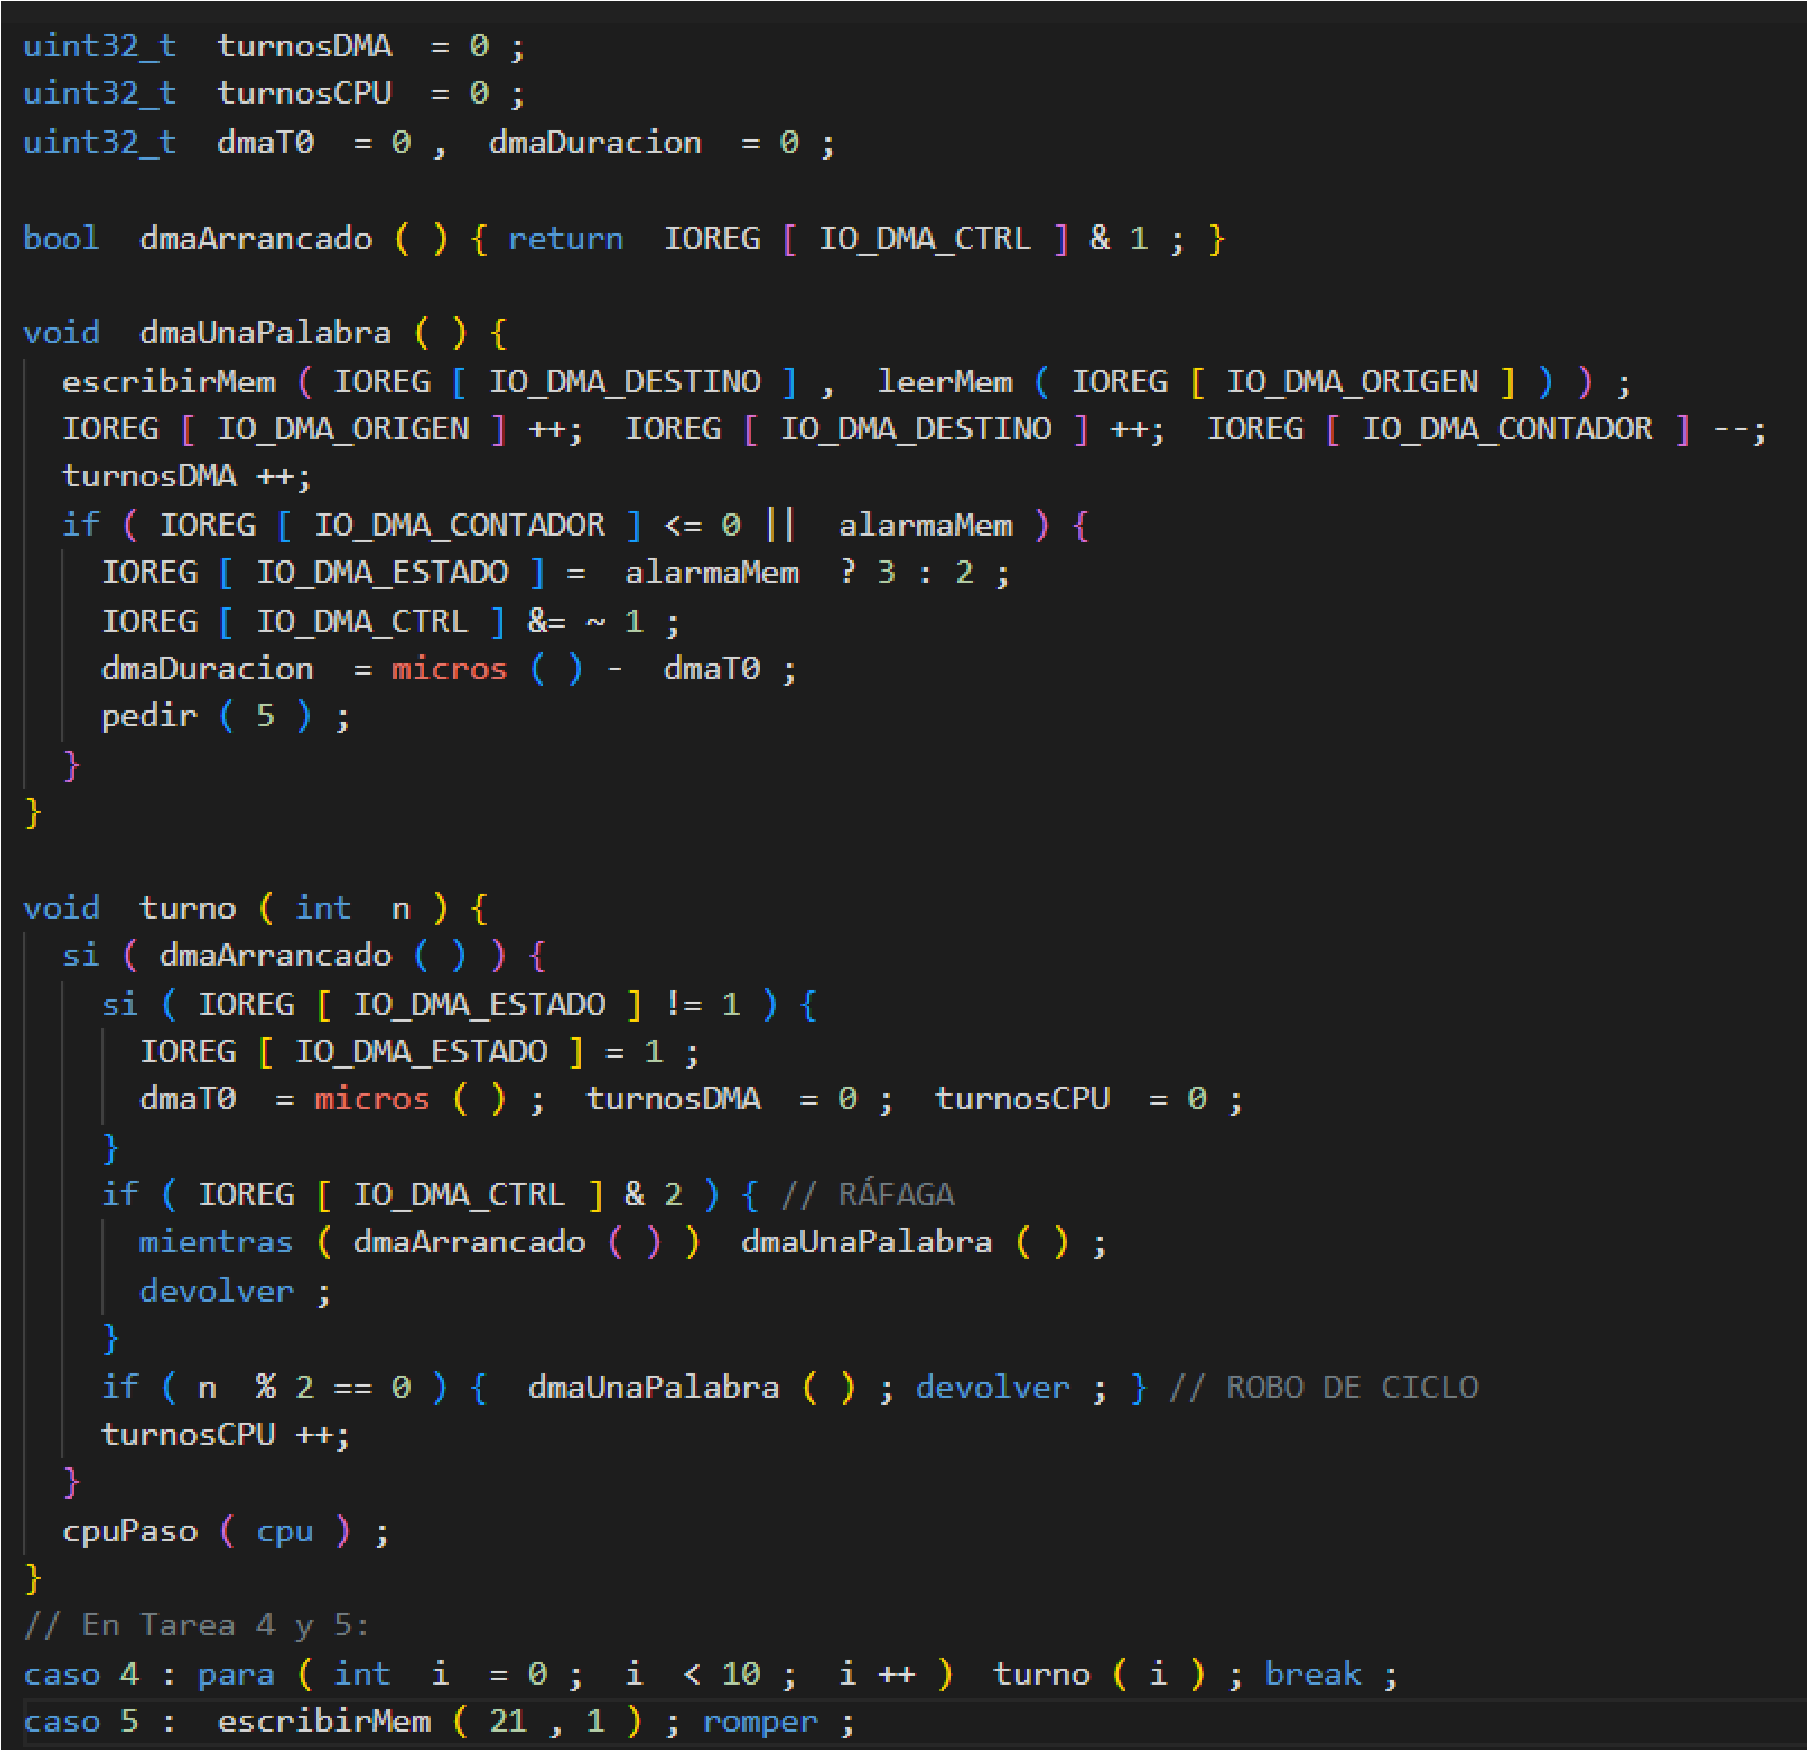 uint32_t turnosDMA = 0 ;
uint32_t turnosCPU = 0 ;
uint32_t dmaT0 = 0 , dmaDuracion = 0 ;
bool dmaArrancado ( ) { return IOREG [ IO_DMA_CTRL ] & 1 ; }
void dmaUnaPalabra ( ) {
escribirMem ( IOREG [ IO_DMA_DESTINO ] , leerMem ( IOREG [ IO_DMA_ORIGEN ] ) ) ;
IOREG [ IO_DMA_ORIGEN ] ++; IOREG [ IO_DMA_DESTINO ] ++; IOREG [ IO_DMA_CONTADOR ] --;
turnosDMA ++;
if ( IOREG [ IO_DMA_CONTADOR ] <= 0 || alarmaMem ) {
IOREG [ IO_DMA_ESTADO ] = alarmaMem ? 3 : 2 ;
IOREG [ IO_DMA_CTRL ] &= ~ 1 ;
dmaDuracion = micros ( ) - dmaT0 ;
pedir ( 5 ) ;
}
}
void turno ( int n ) {
si ( dmaArrancado ( ) ) {
si ( IOREG [ IO_DMA_ESTADO ] != 1 ) {
IOREG [ IO_DMA_ESTADO ] = 1 ;
dmaT0 = micros ( ) ; turnosDMA = 0 ; turnosCPU = 0 ;
}
if ( IOREG [ IO_DMA_CTRL ] & 2 ) { // RÁFAGA
mientras ( dmaArrancado ( ) ) dmaUnaPalabra ( ) ;
devolver ;
}
if ( n % 2 == 0 ) { dmaUnaPalabra ( ) ; devolver ; } // ROBO DE CICLO
turnosCPU ++;
}
cpuPaso ( cpu ) ;
}
// En Tarea 4 y 5:
caso 4 : para ( int i = 0 ; i < 10 ; i ++ ) turno ( i ) ; break ;
caso 5 : escribirMem ( 21 , 1 ) ; romper ;